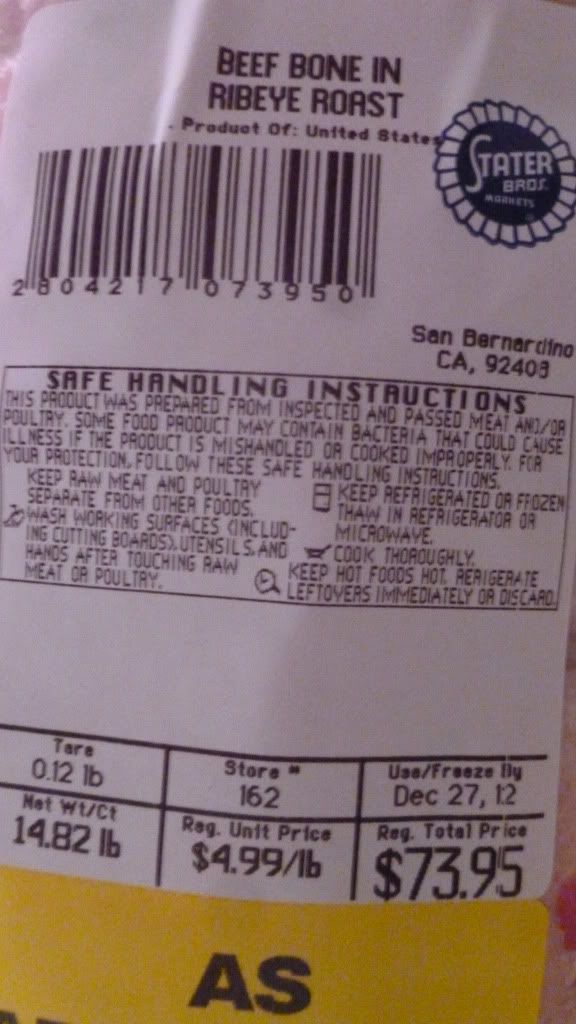 BEEF BONE IN
RIBEYE ROAST
- Product Of: United States
STATER
BROS.
MARKETS
2 804217 073950
San Bernardino
CA, 92408
SAFE HANDLING INSTRUCTIONS
THIS PRODUCT WAS PREPARED FROM INSPECTED AND PASSED MEAT AND/OR
POULTRY. SOME FOOD PRODUCT MAY CONTAIN BACTERIA THAT COULD CAUSE
ILLNESS IF THE PRODUCT IS MISHANDLED OR COOKED IMPROPERLY. FOR
YOUR PROTECTION, FOLLOW THESE SAFE HANDLING INSTRUCTIONS.
KEEP RAW MEAT AND POULTRY
SEPARATE FROM OTHER FOODS.
WASH WORKING SURFACES (INCLUD-
ING CUTTING BOARDS), UTENSILS, AND
HANDS AFTER TOUCHING RAW
MEAT OR POULTRY.
KEEP REFRIGERATED OR FROZEN
THAW IN REFRIGERATOR OR
MICROWAVE.
COOK THOROUGHLY.
KEEP HOT FOODS HOT. RERIGERATE
LEFTOVERS IMMEDIATELY OR DISCARD.
Tare
0.12 lb
Store #
162
Use/Freeze By
Dec 27, 12
Net Wt/Ct
14.82 lb
Reg. Unit Price
$4.99/lb
Reg. Total Price
$73.95
AS